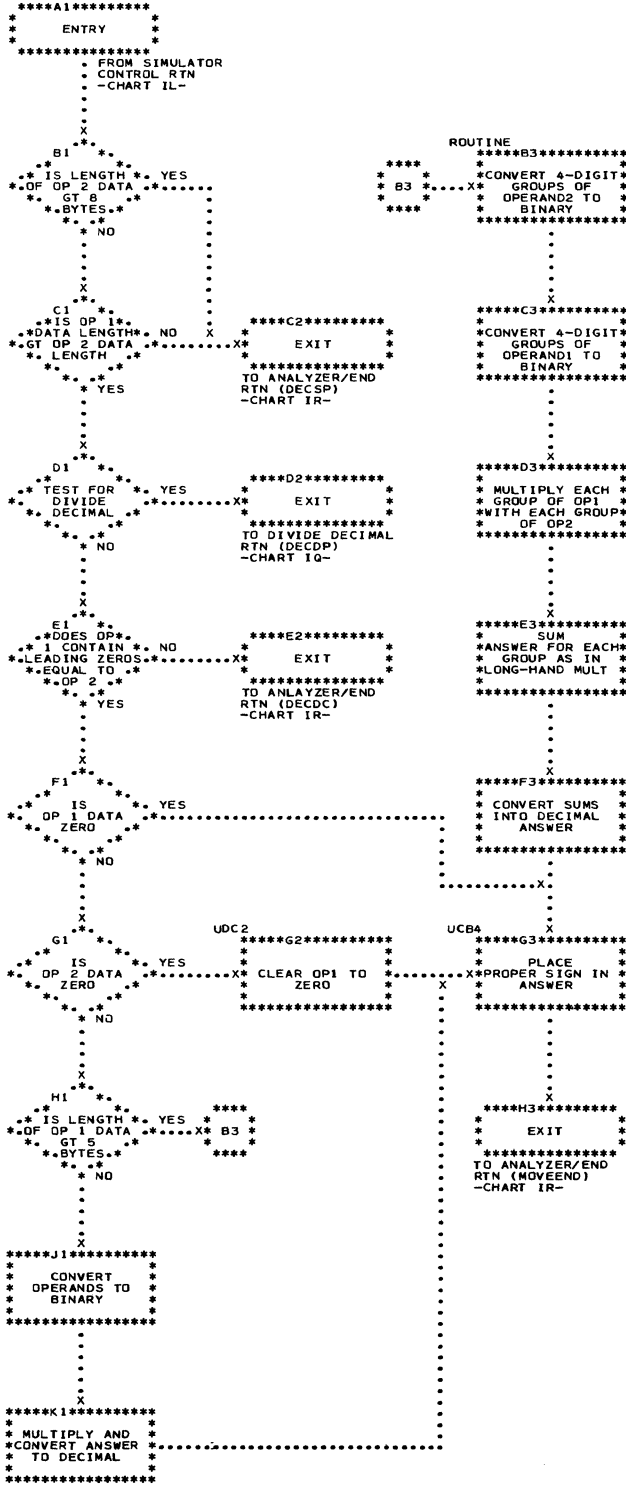 A1
ENTRY
FROM SIMULATOR
CONTROL RTN
-CHART IL-
B1
IS LENGTH
OF OP 2 DATA
GT 8
BYTES
YES
NO
C1
IS OP 1
DATA LENGTH
GT OP 2 DATA
LENGTH
NO
YES
C2
EXIT
TO ANALYZER/END
RTN (DECSP)
-CHART IR-
D1
TEST FOR
DIVIDE
DECIMAL
YES
NO
D2
EXIT
TO DIVIDE DECIMAL
RTN (DECDP)
-CHART IQ-
E1
DOES OP
1 CONTAIN
LEADING ZEROS
EQUAL TO
OP 2
NO
YES
E2
EXIT
TO ANLAYZER/END
RTN (DECDC)
-CHART IR-
F1
IS
OP 1 DATA
ZERO
YES
NO
G1
IS
OP 2 DATA
ZERO
YES
NO
UDC2
G2
CLEAR OP1 TO
ZERO
H1
IS LENGTH
OF OP 1 DATA
GT 5
BYTES
YES
NO
B3
J1
CONVERT
OPERANDS TO
BINARY
K1
MULTIPLY AND
CONVERT ANSWER
TO DECIMAL
B3
ROUTINE
B3
CONVERT 4-DIGIT
GROUPS OF
OPERAND2 TO
BINARY
C3
CONVERT 4-DIGIT
GROUPS OF
OPERAND1 TO
BINARY
D3
MULTIPLY EACH
GROUP OF OP1
WITH EACH GROUP
OF OP2
E3
SUM
ANSWER FOR EACH
GROUP AS IN
LONG-HAND MULT
F3
CONVERT SUMS
INTO DECIMAL
ANSWER
UCB4
G3
PLACE
PROPER SIGN IN
ANSWER
H3
EXIT
TO ANALYZER/END
RTN (MOVEEND)
-CHART IR-